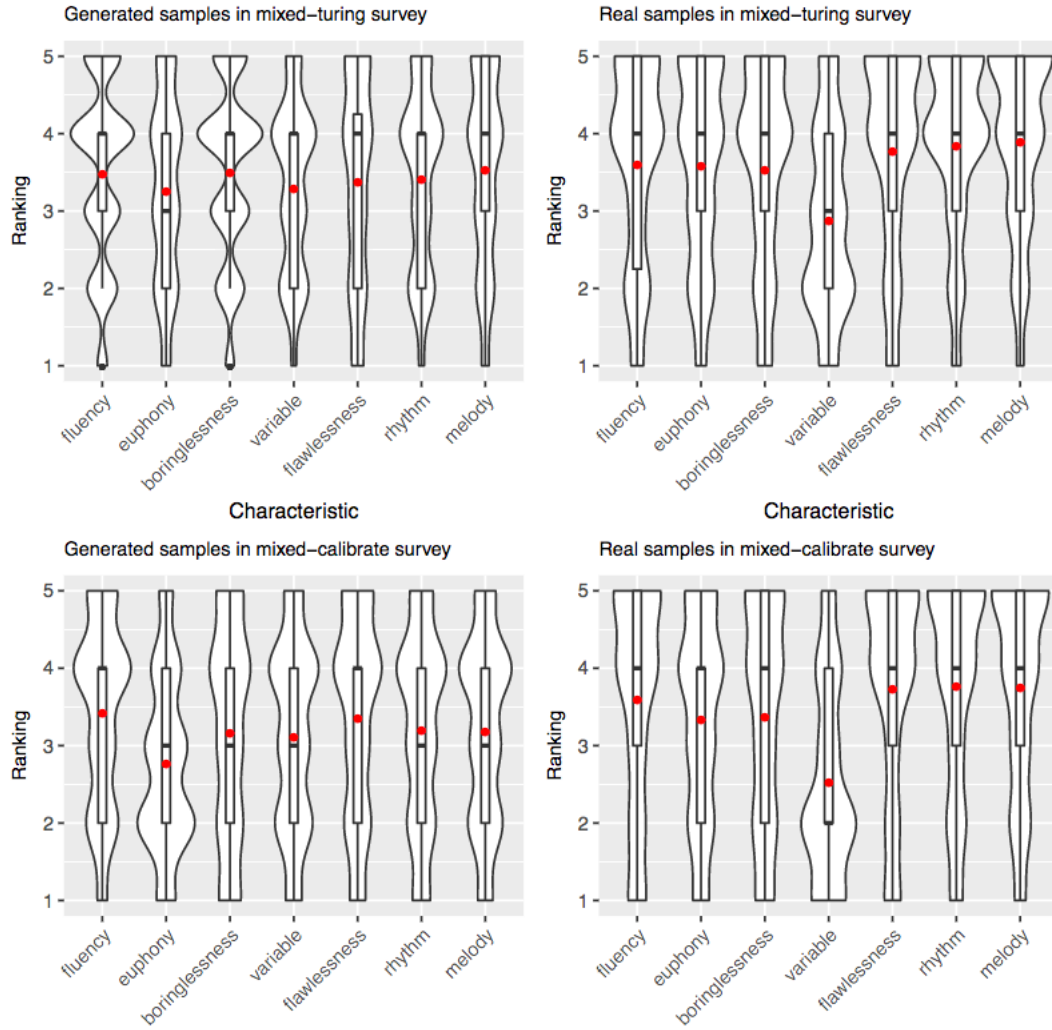 Generated samples in mixed−turing survey
Ranking
5
4
3
2
1
fluency
euphony
boringlessness
variable
flawlessness
rhythm
melody
Characteristic
Real samples in mixed−turing survey
Ranking
5
4
3
2
1
fluency
euphony
boringlessness
variable
flawlessness
rhythm
melody
Characteristic
Generated samples in mixed−calibrate survey
Ranking
5
4
3
2
1
fluency
euphony
boringlessness
variable
flawlessness
rhythm
melody
Real samples in mixed−calibrate survey
Ranking
5
4
3
2
1
fluency
euphony
boringlessness
variable
flawlessness
rhythm
melody